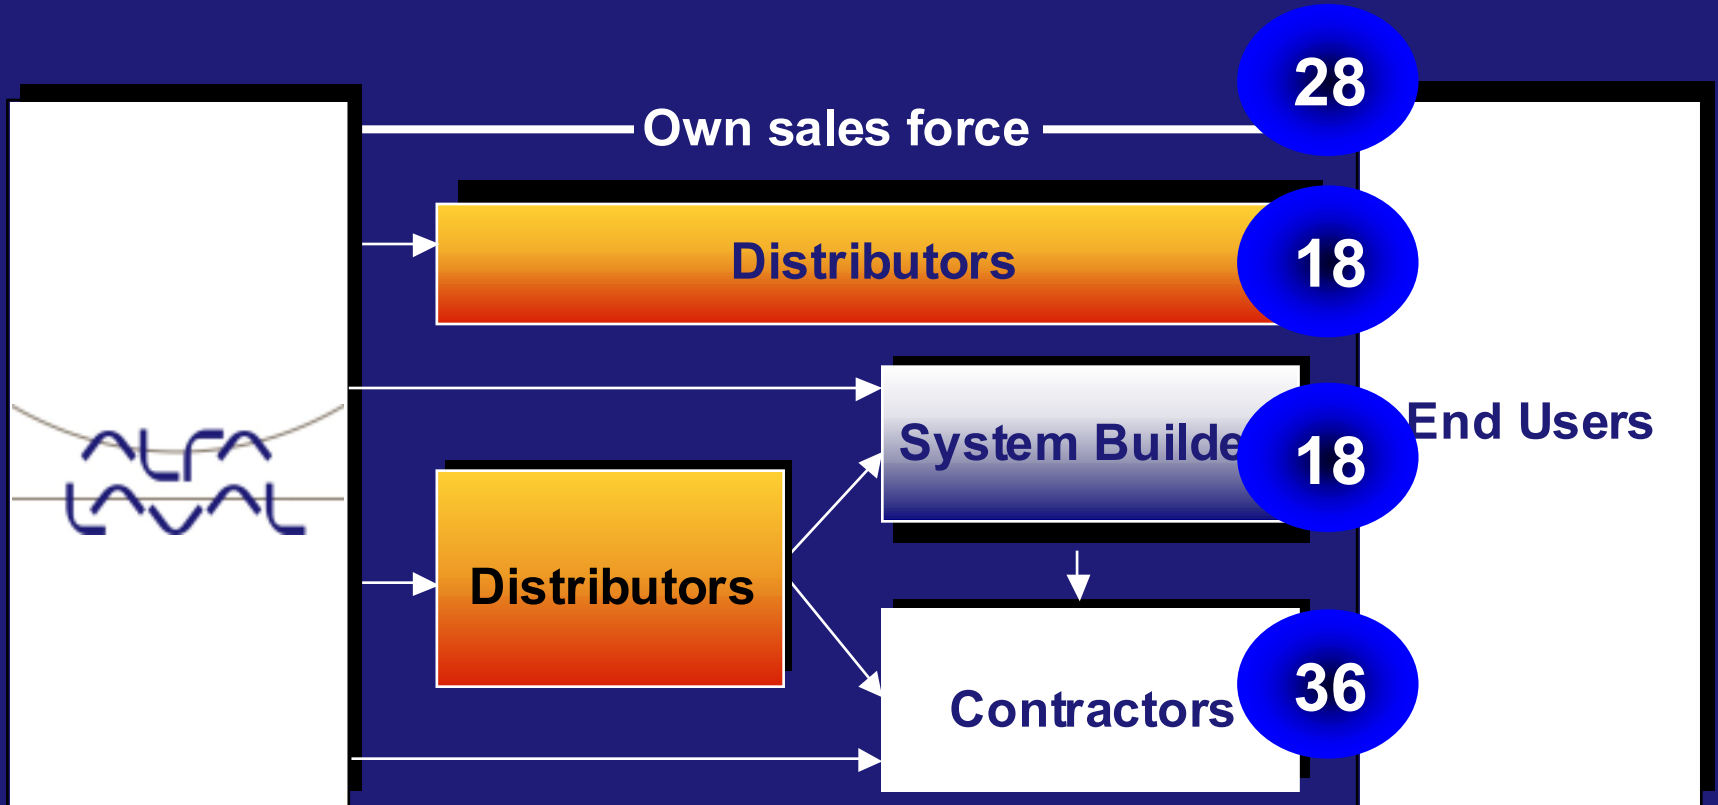 28
Own sales force
Distributors
18
End Users
System Builde
18
ALFA
LAVAL
Distributors
36
Contractors